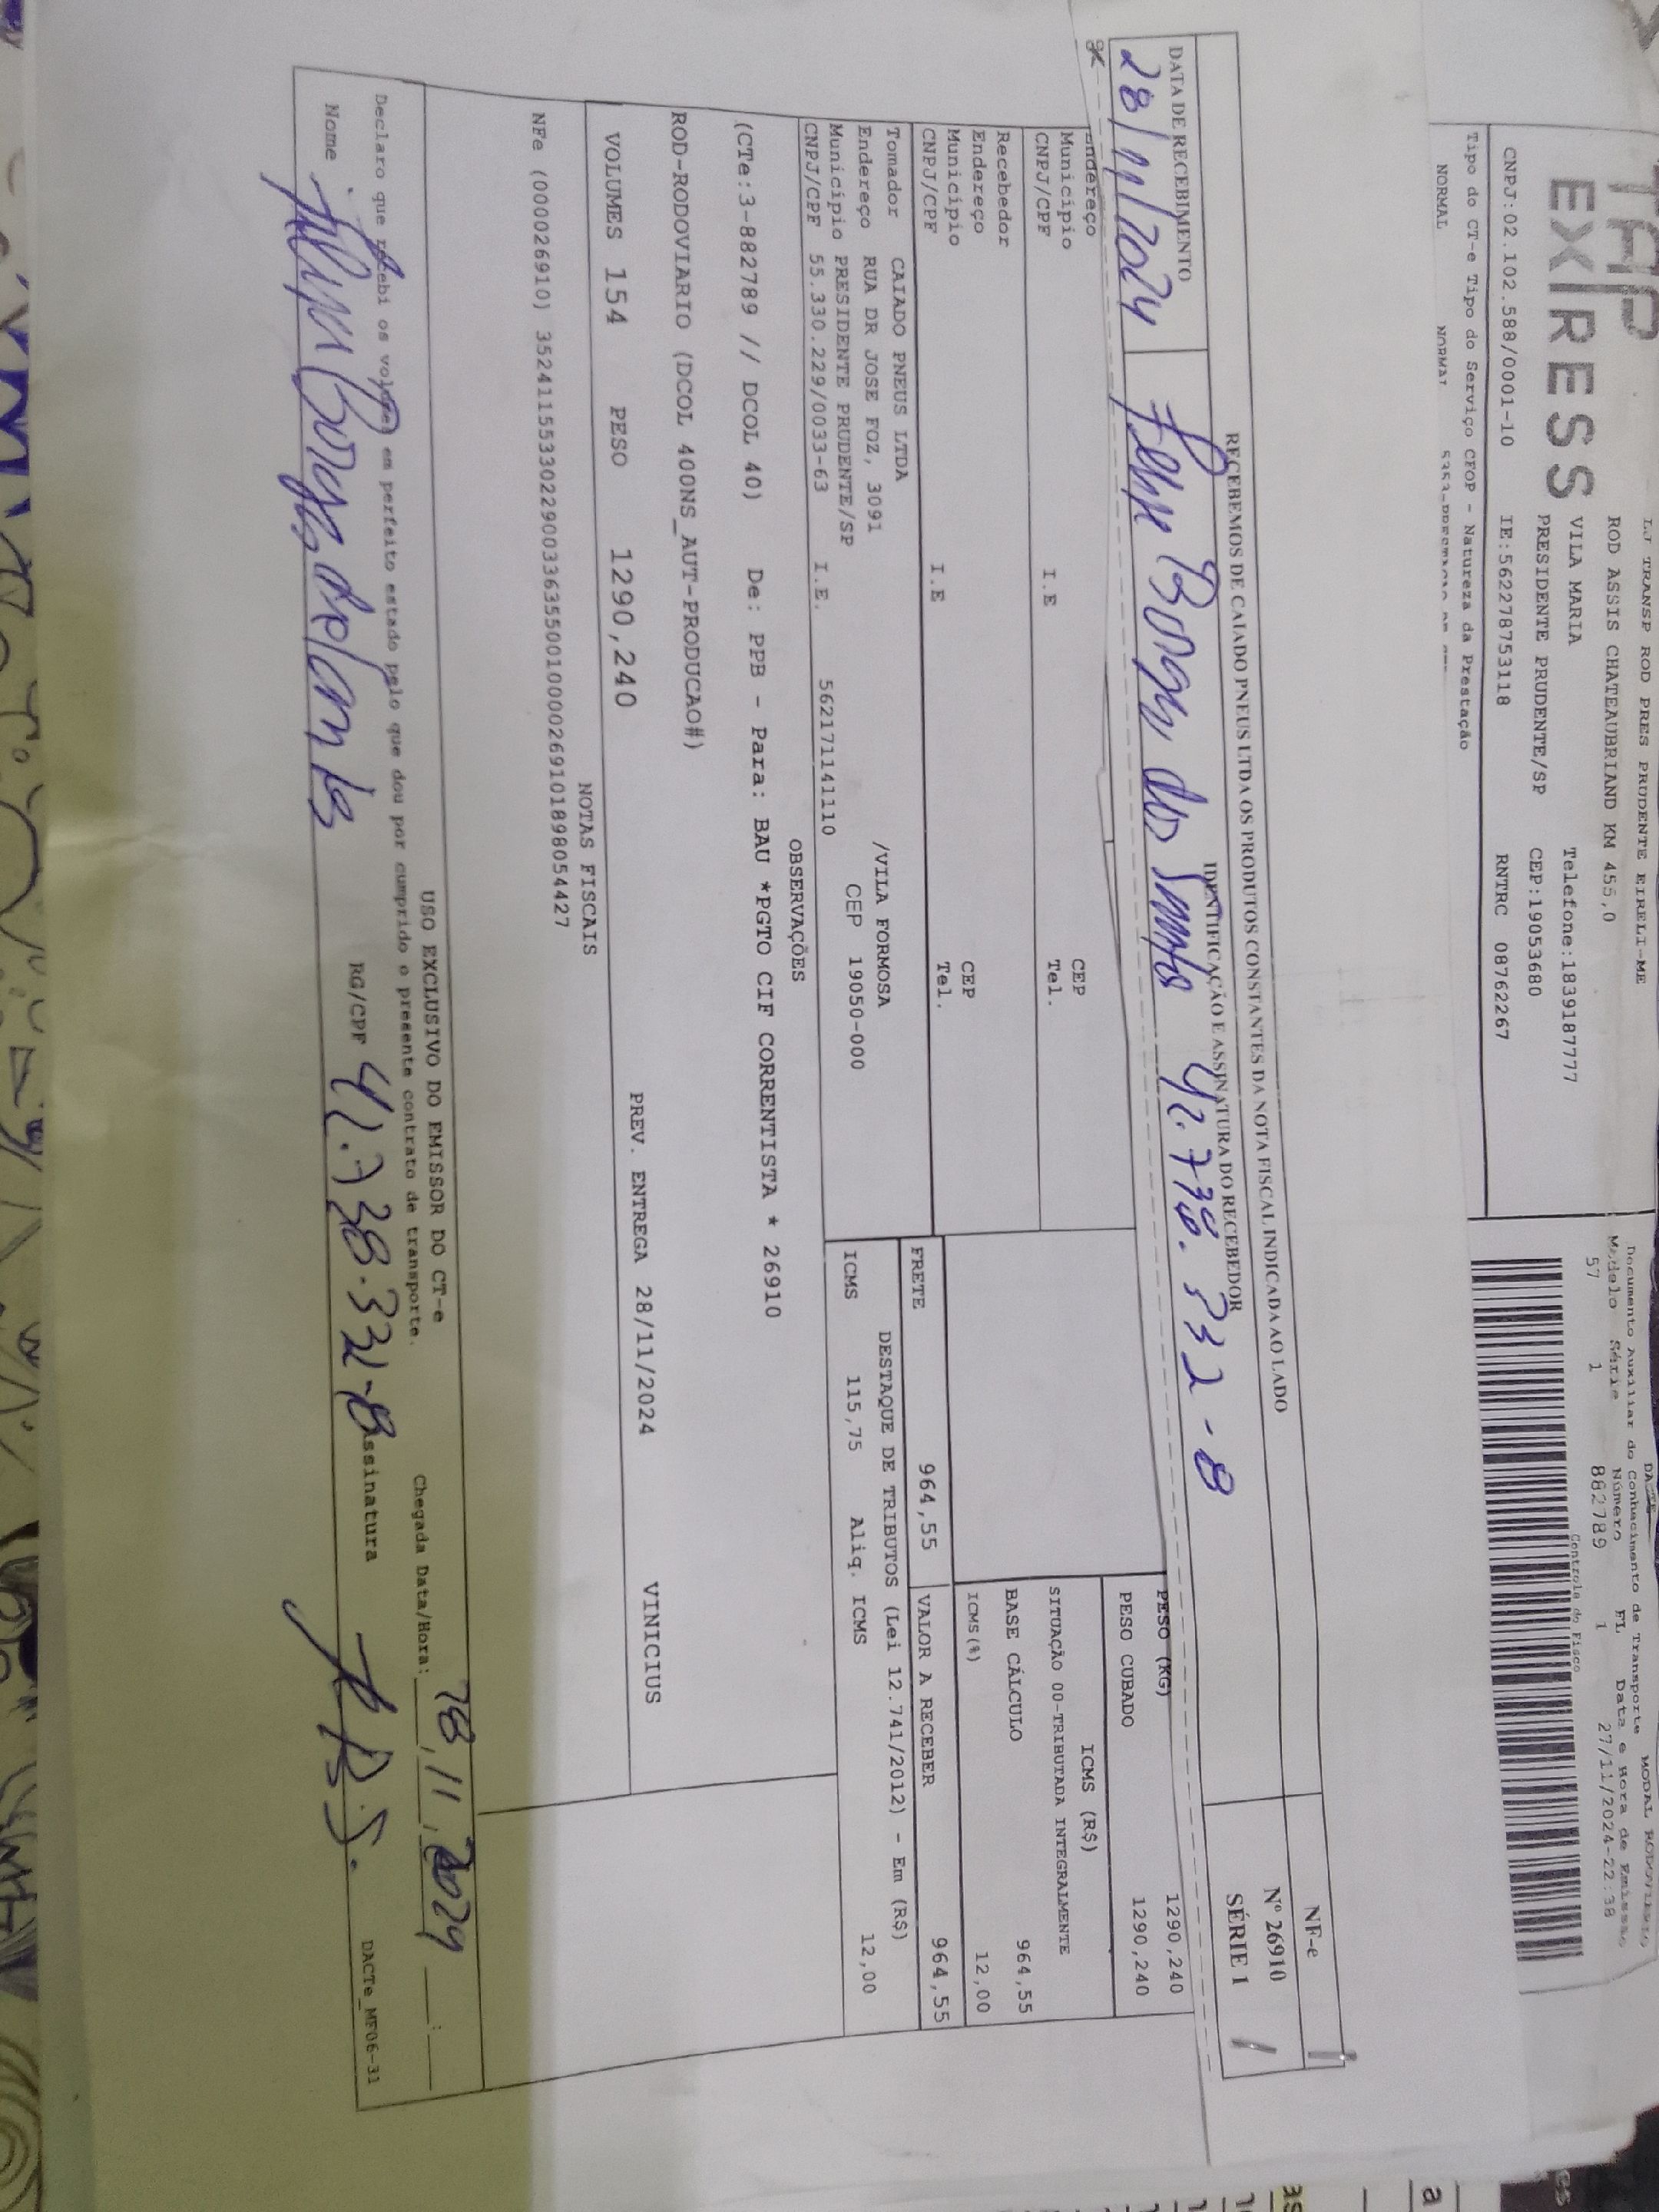 TAP
EXPRESS
LJ TRANSP ROD PRES PRUDENTE EIRELI-ME
ROD ASSIS CHATEAUBRIAND KM 455,0
VILA MARIA Telefone:1839187777
PRESIDENTE PRUDENTE/SP CEP:19053680
CNPJ:02.102.588/0001-10 IE:562278753118 RNTRC 08762267
Tipo do CT-e Tipo do Serviço CFOP - Natureza da Prestação
NORMAL NORMAL
DACTE MODAL RODOVIARIO
Documento Auxiliar do Conhecimento de Transporte
Modelo Série Número FL Data e Hora de Emissão
57 1 882789 1 27/11/2024-22:38
Controle do Fisco
RECEBEMOS DE CAIADO PNEUS LTDA OS PRODUTOS CONSTANTES DA NOTA FISCAL INDICADA AO LADO
NF-e
Nº 26910
SÉRIE 1
DATA DE RECEBIMENTO
IDENTIFICAÇÃO E ASSINATURA DO RECEBEDOR
28/11/2024 Felipe Borges dos Santos 42.738.332-8
Endereço
Município CEP
CNPJ/CPF I.E Tel.
Recebedor
Endereço
Município CEP
CNPJ/CPF I.E Tel.
PESO (KG) 1290,240
PESO CUBADO 1290,240
ICMS (R$)
SITUAÇÃO 00-TRIBUTADA INTEGRALMENTE
BASE CÁLCULO 964,55
ICMS(%) 12,00
Tomador CAIADO PNEUS LTDA
Endereço RUA DR JOSE FOZ, 3091 /VILA FORMOSA
Município PRESIDENTE PRUDENTE/SP CEP 19050-000
CNPJ/CPF 55.330.229/0033-63 I.E. 562171141110
FRETE 964,55 VALOR A RECEBER 964,55
DESTAQUE DE TRIBUTOS (Lei 12.741/2012) - Em (R$)
ICMS 115,75 Aliq. ICMS 12,00
OBSERVAÇÕES
(CTe:3-882789 // DCOL 40) De: PPB - Para: BAU *PGTO CIF CORRENTISTA * 26910
ROD-RODOVIARIO (DCOL 400NS_AUT-PRODUCAO#)
VOLUMES 154 PESO 1290,240 PREV. ENTREGA 28/11/2024 VINICIUS
NOTAS FISCAIS
NFe (000026910) 35241155330229003363550010000269101898054427
USO EXCLUSIVO DO EMISSOR DO CT-e
Declaro que recebi os volumes em perfeito estado pelo que dou por cumprido o presente contrato de transporte.
Chegada Data/Hora: 28,11,2024 :
Nome Felipe Borges dos Santos RG/CPF 42.738.332-8 Assinatura F.B.S.
DACTe_MF06-31